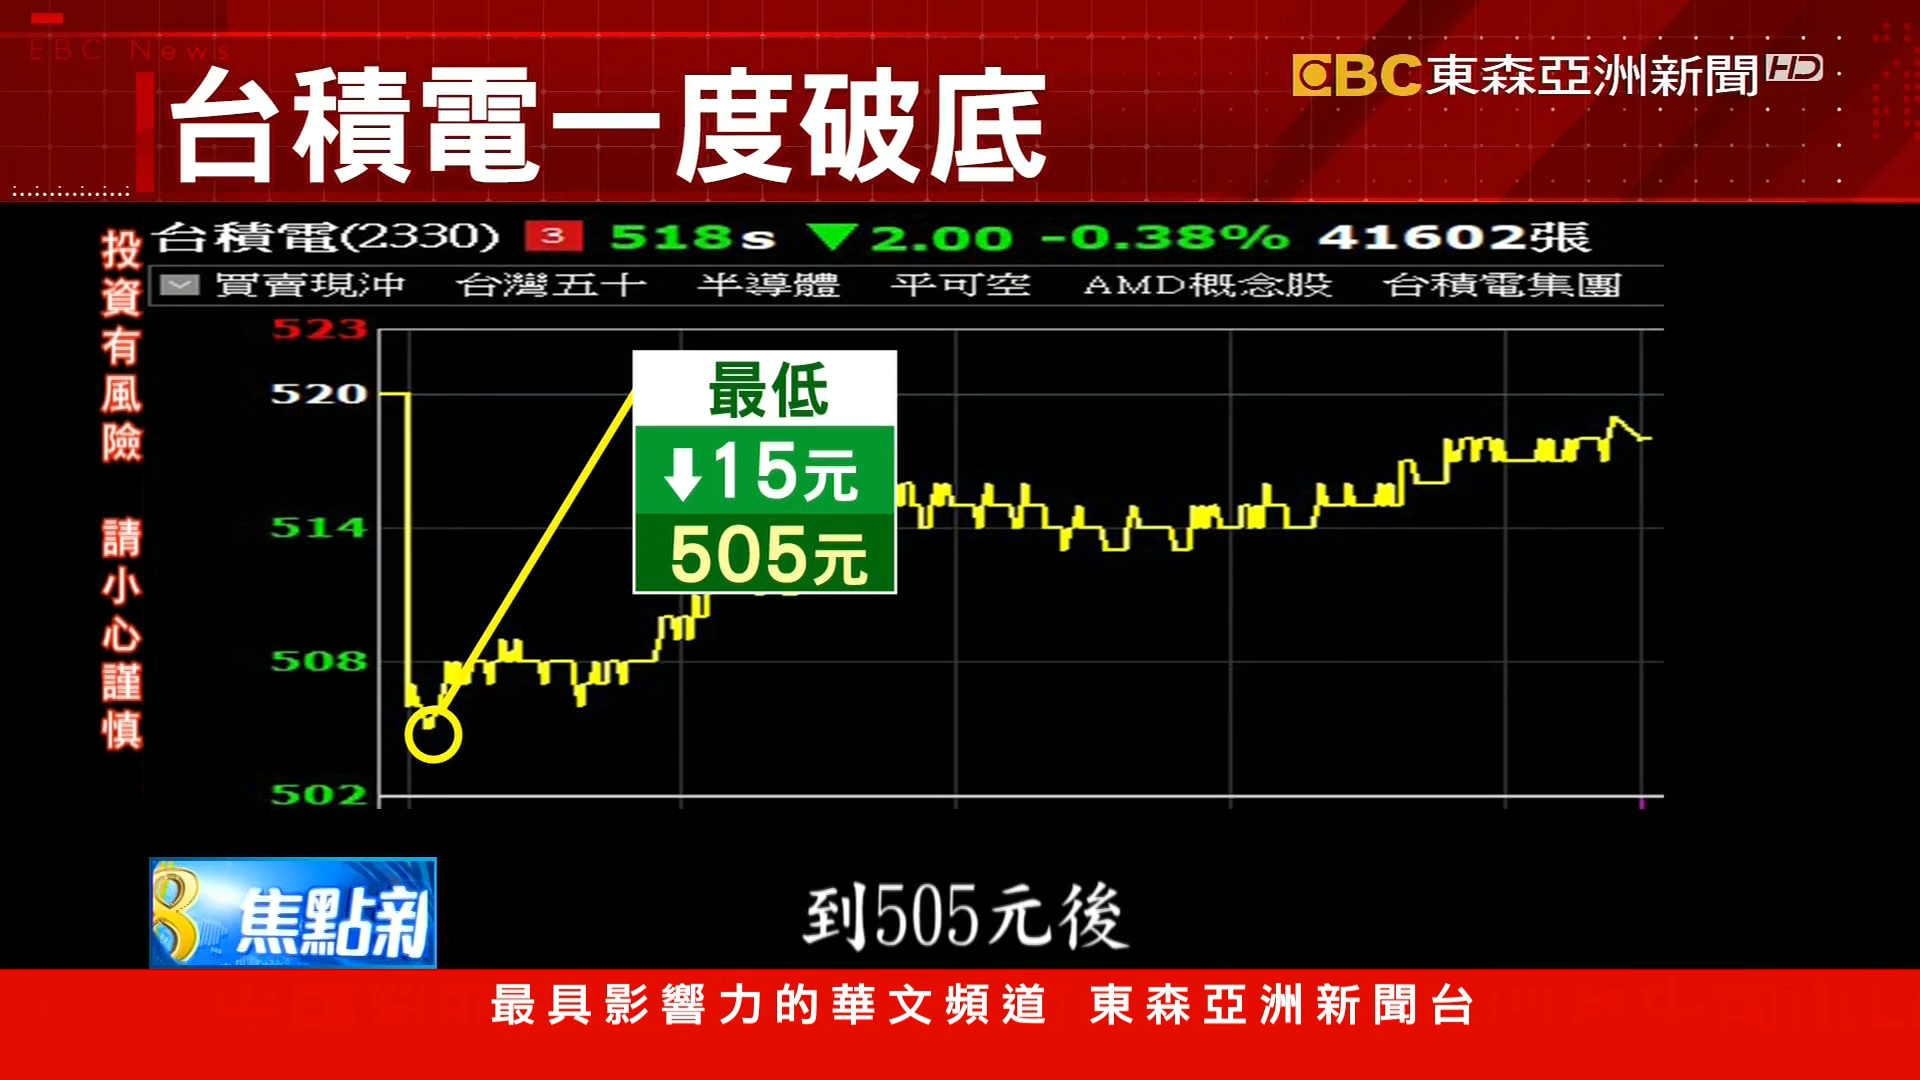 EBC News
台積電一度破底
EBC東森亞洲新聞HD
投資有風險 請小心謹慎
台積電(2330) 3 518s ▼2.00 -0.38% 41602張
買賣現沖 台灣五十 半導體 平可空 AMD概念股 台積電集團
523
520
514
508
502
最低
↓15元
505元
焦點新
到505元後
最具影響力的華文頻道 東森亞洲新聞台